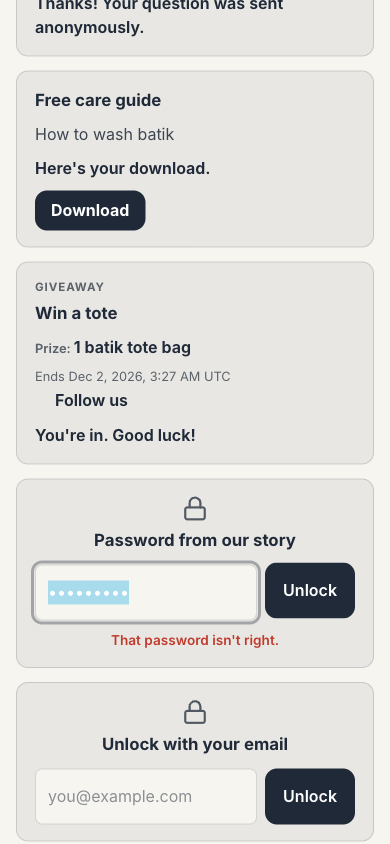 Thanks! Your question was sent
anonymously.
Free care guide
How to wash batik
Here's your download.
Download
GIVEAWAY
Win a tote
Prize: 1 batik tote bag
Ends Dec 2, 2026, 3:27 AM UTC
Follow us
You're in. Good luck!
Password from our story
•••••••••
Unlock
That password isn't right.
Unlock with your email
you@example.com
Unlock